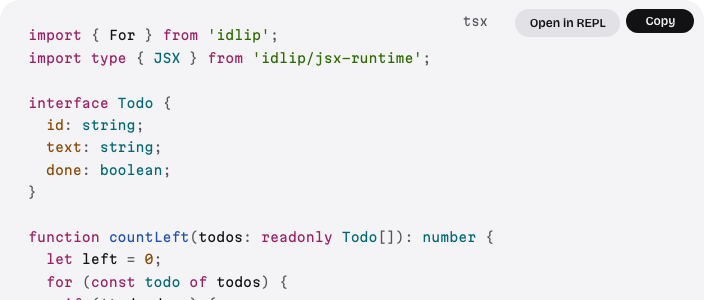 tsx Open in REPL Copy
import { For } from 'idlip';
import type { JSX } from 'idlip/jsx-runtime';

interface Todo {
  id: string;
  text: string;
  done: boolean;
}

function countLeft(todos: readonly Todo[]): number {
  let left = 0;
  for (const todo of todos) {